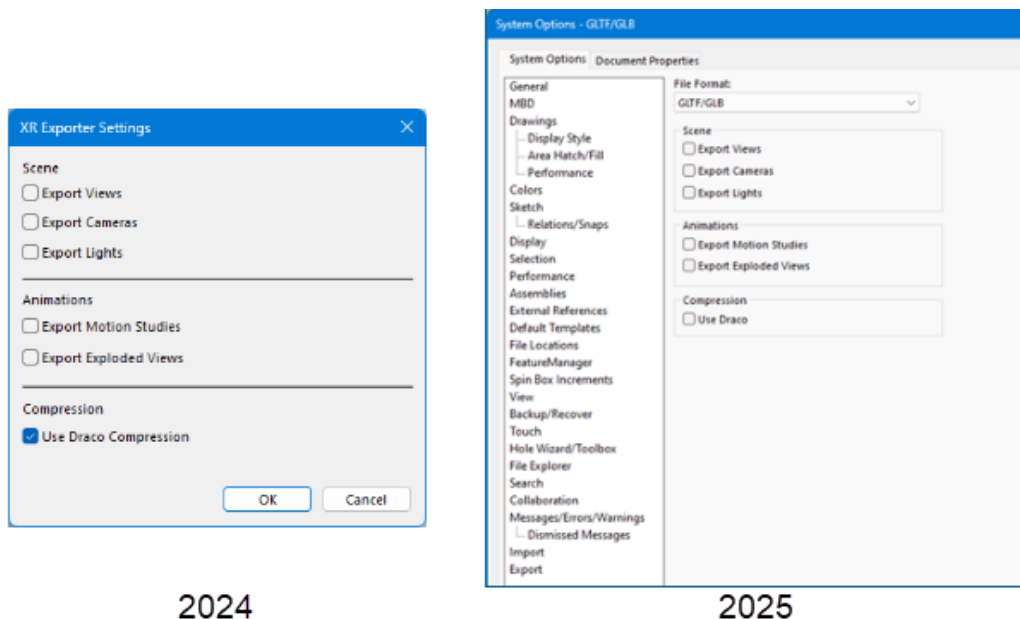 XR Exporter Settings
Scene
Export Views
Export Cameras
Export Lights
Animations
Export Motion Studies
Export Exploded Views
Compression
Use Draco Compression
OK Cancel
2024
System Options - GLTF/GLB
System Options Document Properties
General
MBD
Drawings
Display Style
Area Hatch/Fill
Performance
Colors
Sketch
Relations/Snaps
Display
Selection
Performance
Assemblies
External References
Default Templates
File Locations
FeatureManager
Spin Box Increments
View
Backup/Recover
Touch
Hole Wizard/Toolbox
File Explorer
Search
Collaboration
Messages/Errors/Warnings
Dismissed Messages
Import
Export
File Format:
GLTF/GLB
Scene
Export Views
Export Cameras
Export Lights
Animations
Export Motion Studies
Export Exploded Views
Compression
Use Draco
2025